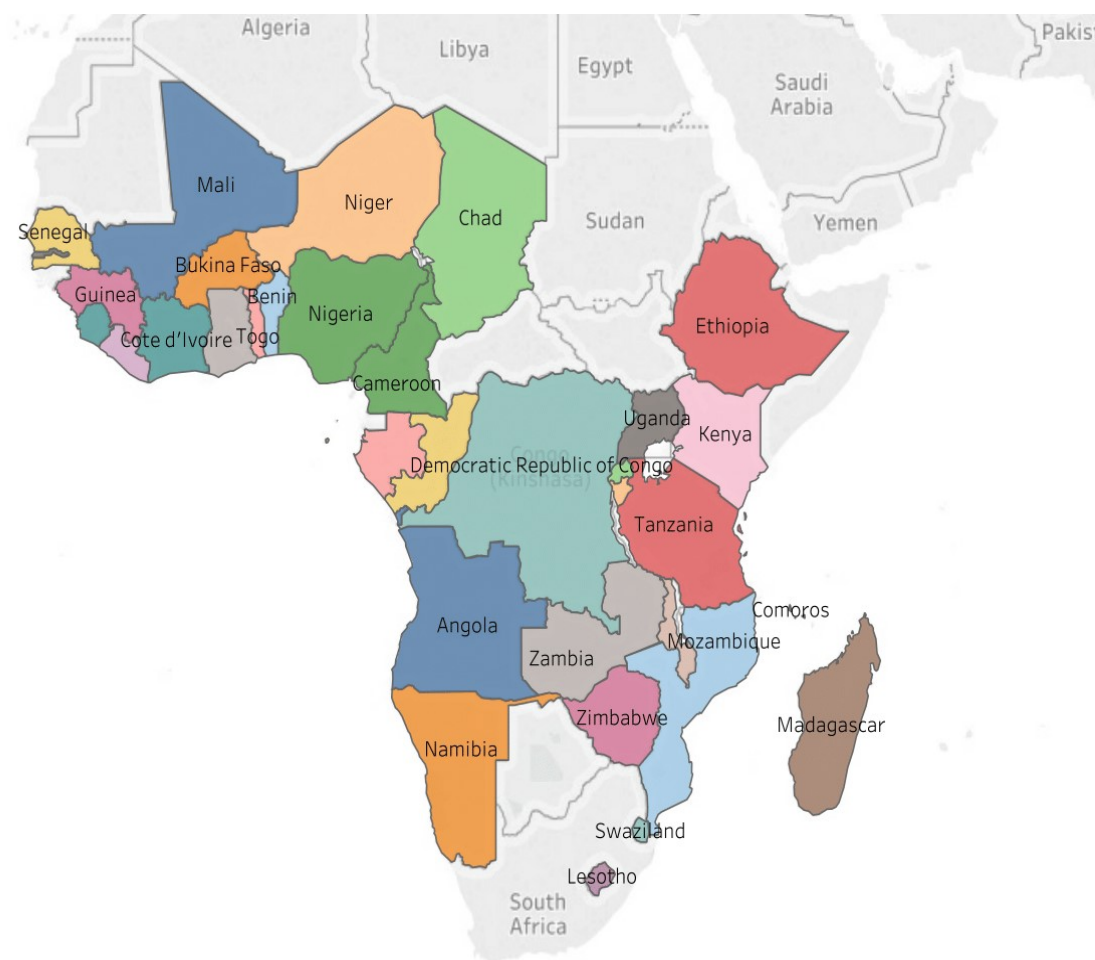 Algeria
Libya
Egypt
Pakis
Saudi
Arabia
Mali
Niger
Chad
Sudan
Yemen
Senegal
Bukina Faso
Guinea
Benin
Nigeria
Ethiopia
Cote d'Ivoire
Togo
Cameroon
Uganda
Kenya
Congo
(Kinshasa)
Democratic Republic of Congo
Tanzania
Comoros
Angola
Mozambique
Zambia
Zimbabwe
Madagascar
Namibia
Swaziland
Lesotho
South
Africa